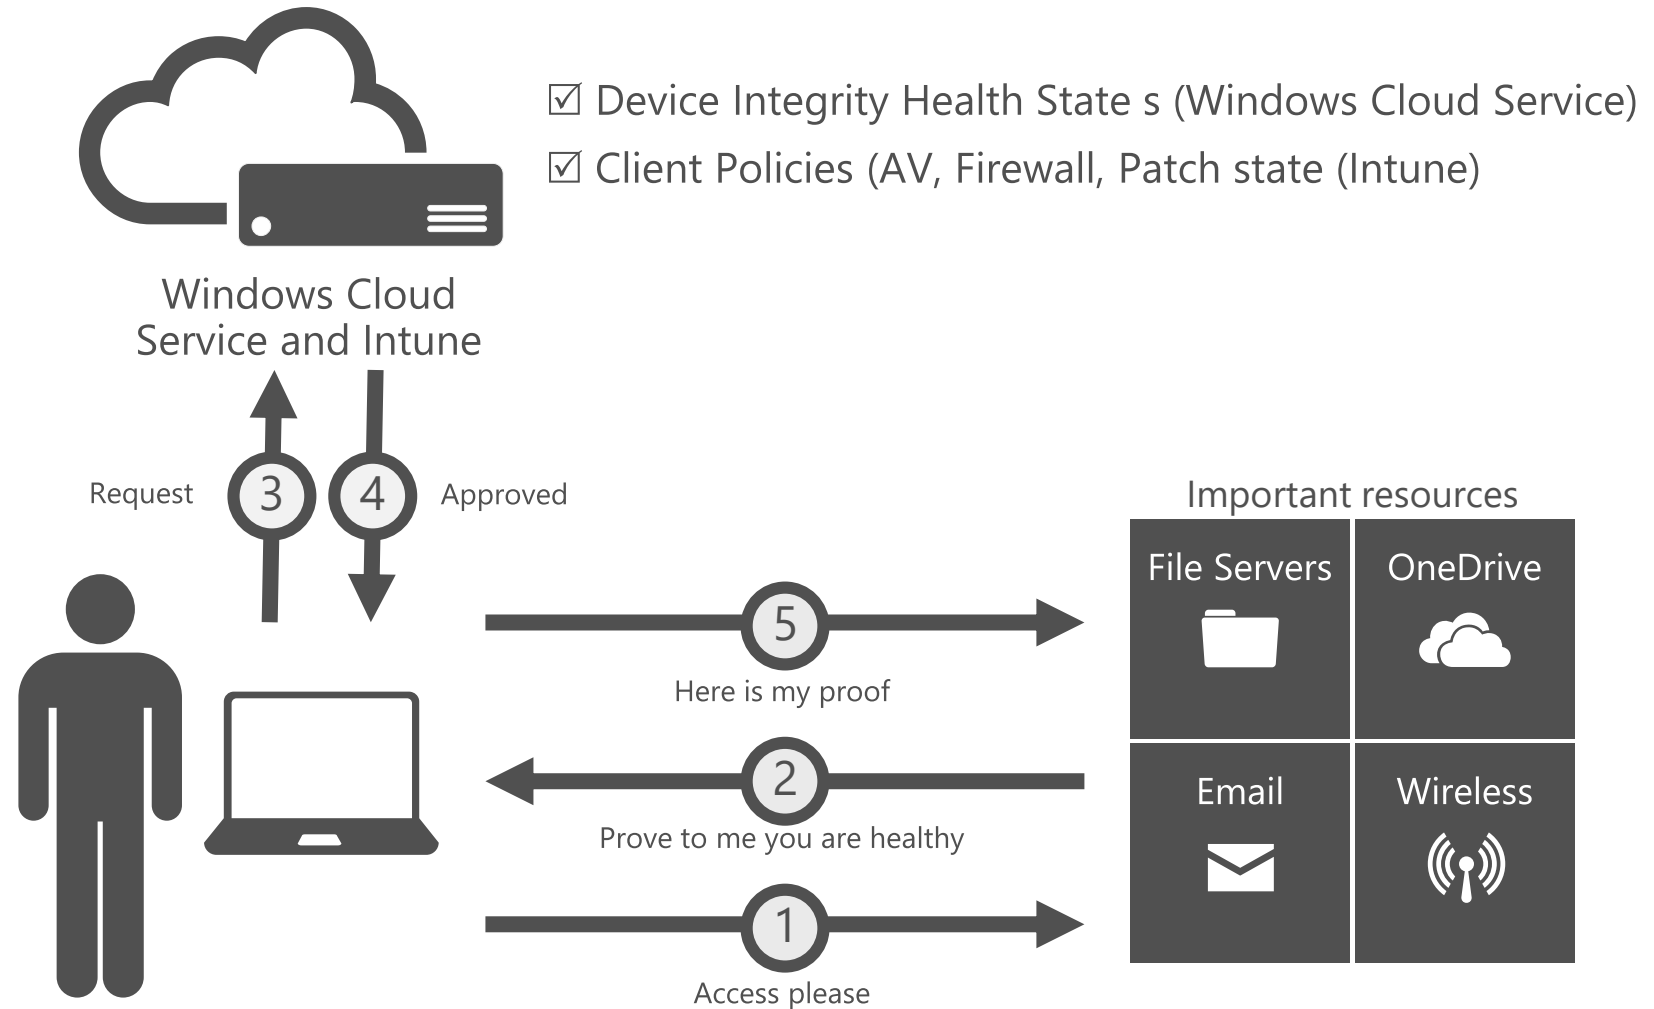 ☑ Device Integrity Health State s (Windows Cloud Service)
☑ Client Policies (AV, Firewall, Patch state (Intune)
Windows Cloud
Service and Intune
Request
3
4
Approved
Important resources
File Servers
OneDrive
5
Here is my proof
2
Prove to me you are healthy
Email
Wireless
1
Access please